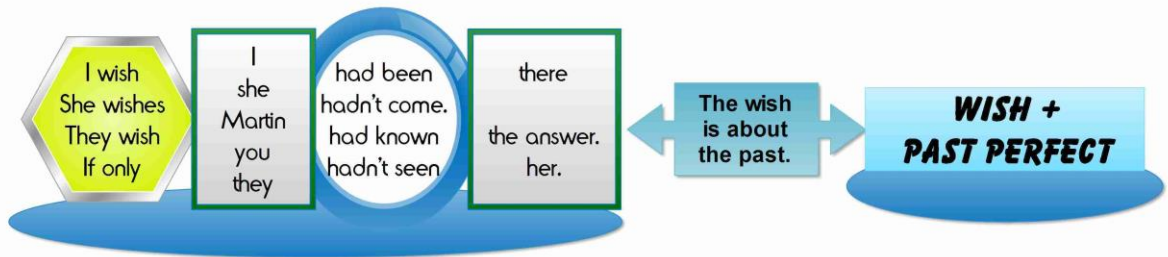 I wish
She wishes
They wish
If only
I
she
Martin
you
they
had been
hadn't come.
had known
hadn't seen
there
the answer.
her.
The wish
is about
the past.
WISH +
PAST PERFECT